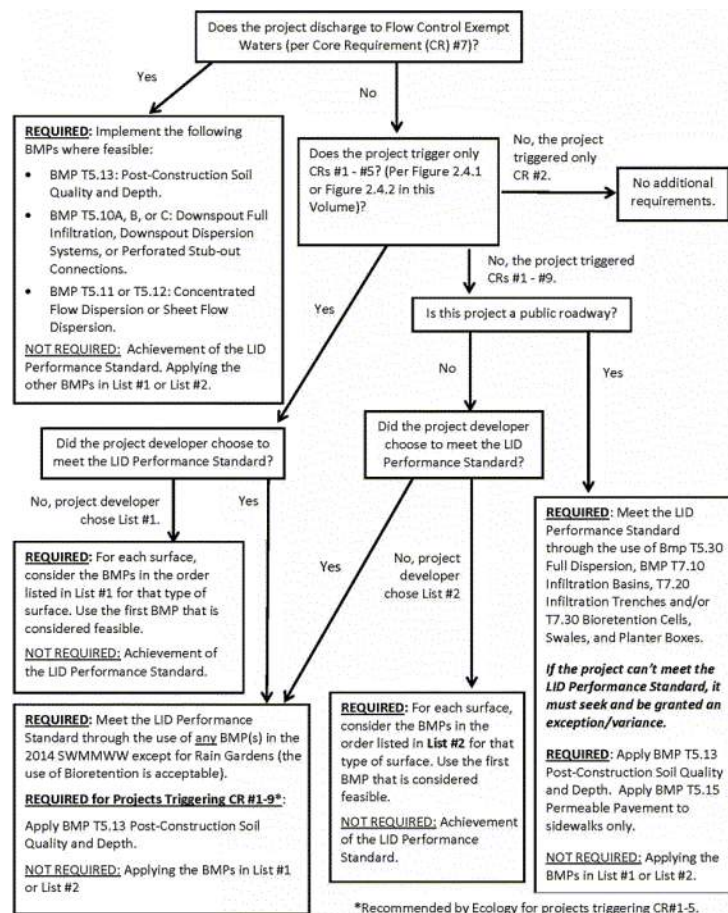 Does the project discharge to Flow Control Exempt
Waters (per Core Requirement (CR) #7)?
Yes
No
REQUIRED: Implement the following
BMPs where feasible:
• BMP T5.13: Post-Construction Soil
Quality and Depth.
• BMP T5.10A, B, or C: Downspout Full
Infiltration, Downspout Dispersion
Systems, or Perforated Stub-out
Connections.
• BMP T5.11 or T5.12: Concentrated
Flow Dispersion or Sheet Flow
Dispersion.
NOT REQUIRED: Achievement of the LID
Performance Standard. Applying the
other BMPs in List #1 or List #2.
Does the project trigger only
CRs #1 - #5? (Per Figure 2.4.1
or Figure 2.4.2 in this
Volume)?
No, the project
triggered only
CR #2.
No additional
requirements.
No, the project triggered
CRs #1 - #9.
Yes
Is this project a public roadway?
No
Yes
Did the project developer choose to
meet the LID Performance Standard?
Did the project developer
choose to meet the LID
Performance Standard?
No, project developer
chose List #1.
Yes
REQUIRED: For each surface,
consider the BMPs in the order
listed in List #1 for that type of
surface. Use the first BMP that is
considered feasible.
NOT REQUIRED: Achievement of
the LID Performance Standard.
Yes
No, project
developer
chose List #2
REQUIRED: Meet the LID
Performance Standard
through the use of Bmp T5.30
Full Dispersion, BMP T7.10
Infiltration Basins, T7.20
Infiltration Trenches and/or
T7.30 Bioretention Cells,
Swales, and Planter Boxes.
If the project can't meet the
LID Performance Standard, it
must seek and be granted an
exception/variance.
REQUIRED: Apply BMP T5.13
Post-Construction Soil Quality
and Depth. Apply BMP T5.15
Permeable Pavement to
sidewalks only.
NOT REQUIRED: Applying the
BMPs in List #1 or List #2.
REQUIRED: Meet the LID Performance
Standard through the use of any BMP(s) in the
2014 SWMMWW except for Rain Gardens (the
use of Bioretention is acceptable).
REQUIRED for Projects Triggering CR #1-9*:
Apply BMP T5.13 Post-Construction Soil
Quality and Depth.
NOT REQUIRED: Applying the BMPs in List #1
or List #2
REQUIRED: For each surface,
consider the BMPs in the
order listed in List #2 for that
type of surface. Use the first
BMP that is considered
feasible.
NOT REQUIRED: Achievement
of the LID Performance
Standard.
*Recommended by Ecology for projects triggering CR#1-5.